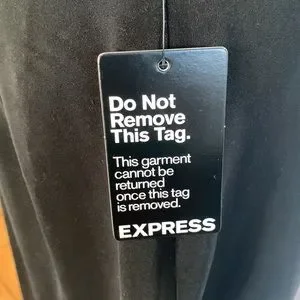 Do Not
Remove
This Tag.
This garment
cannot be
returned
once this tag
is removed.
EXPRESS